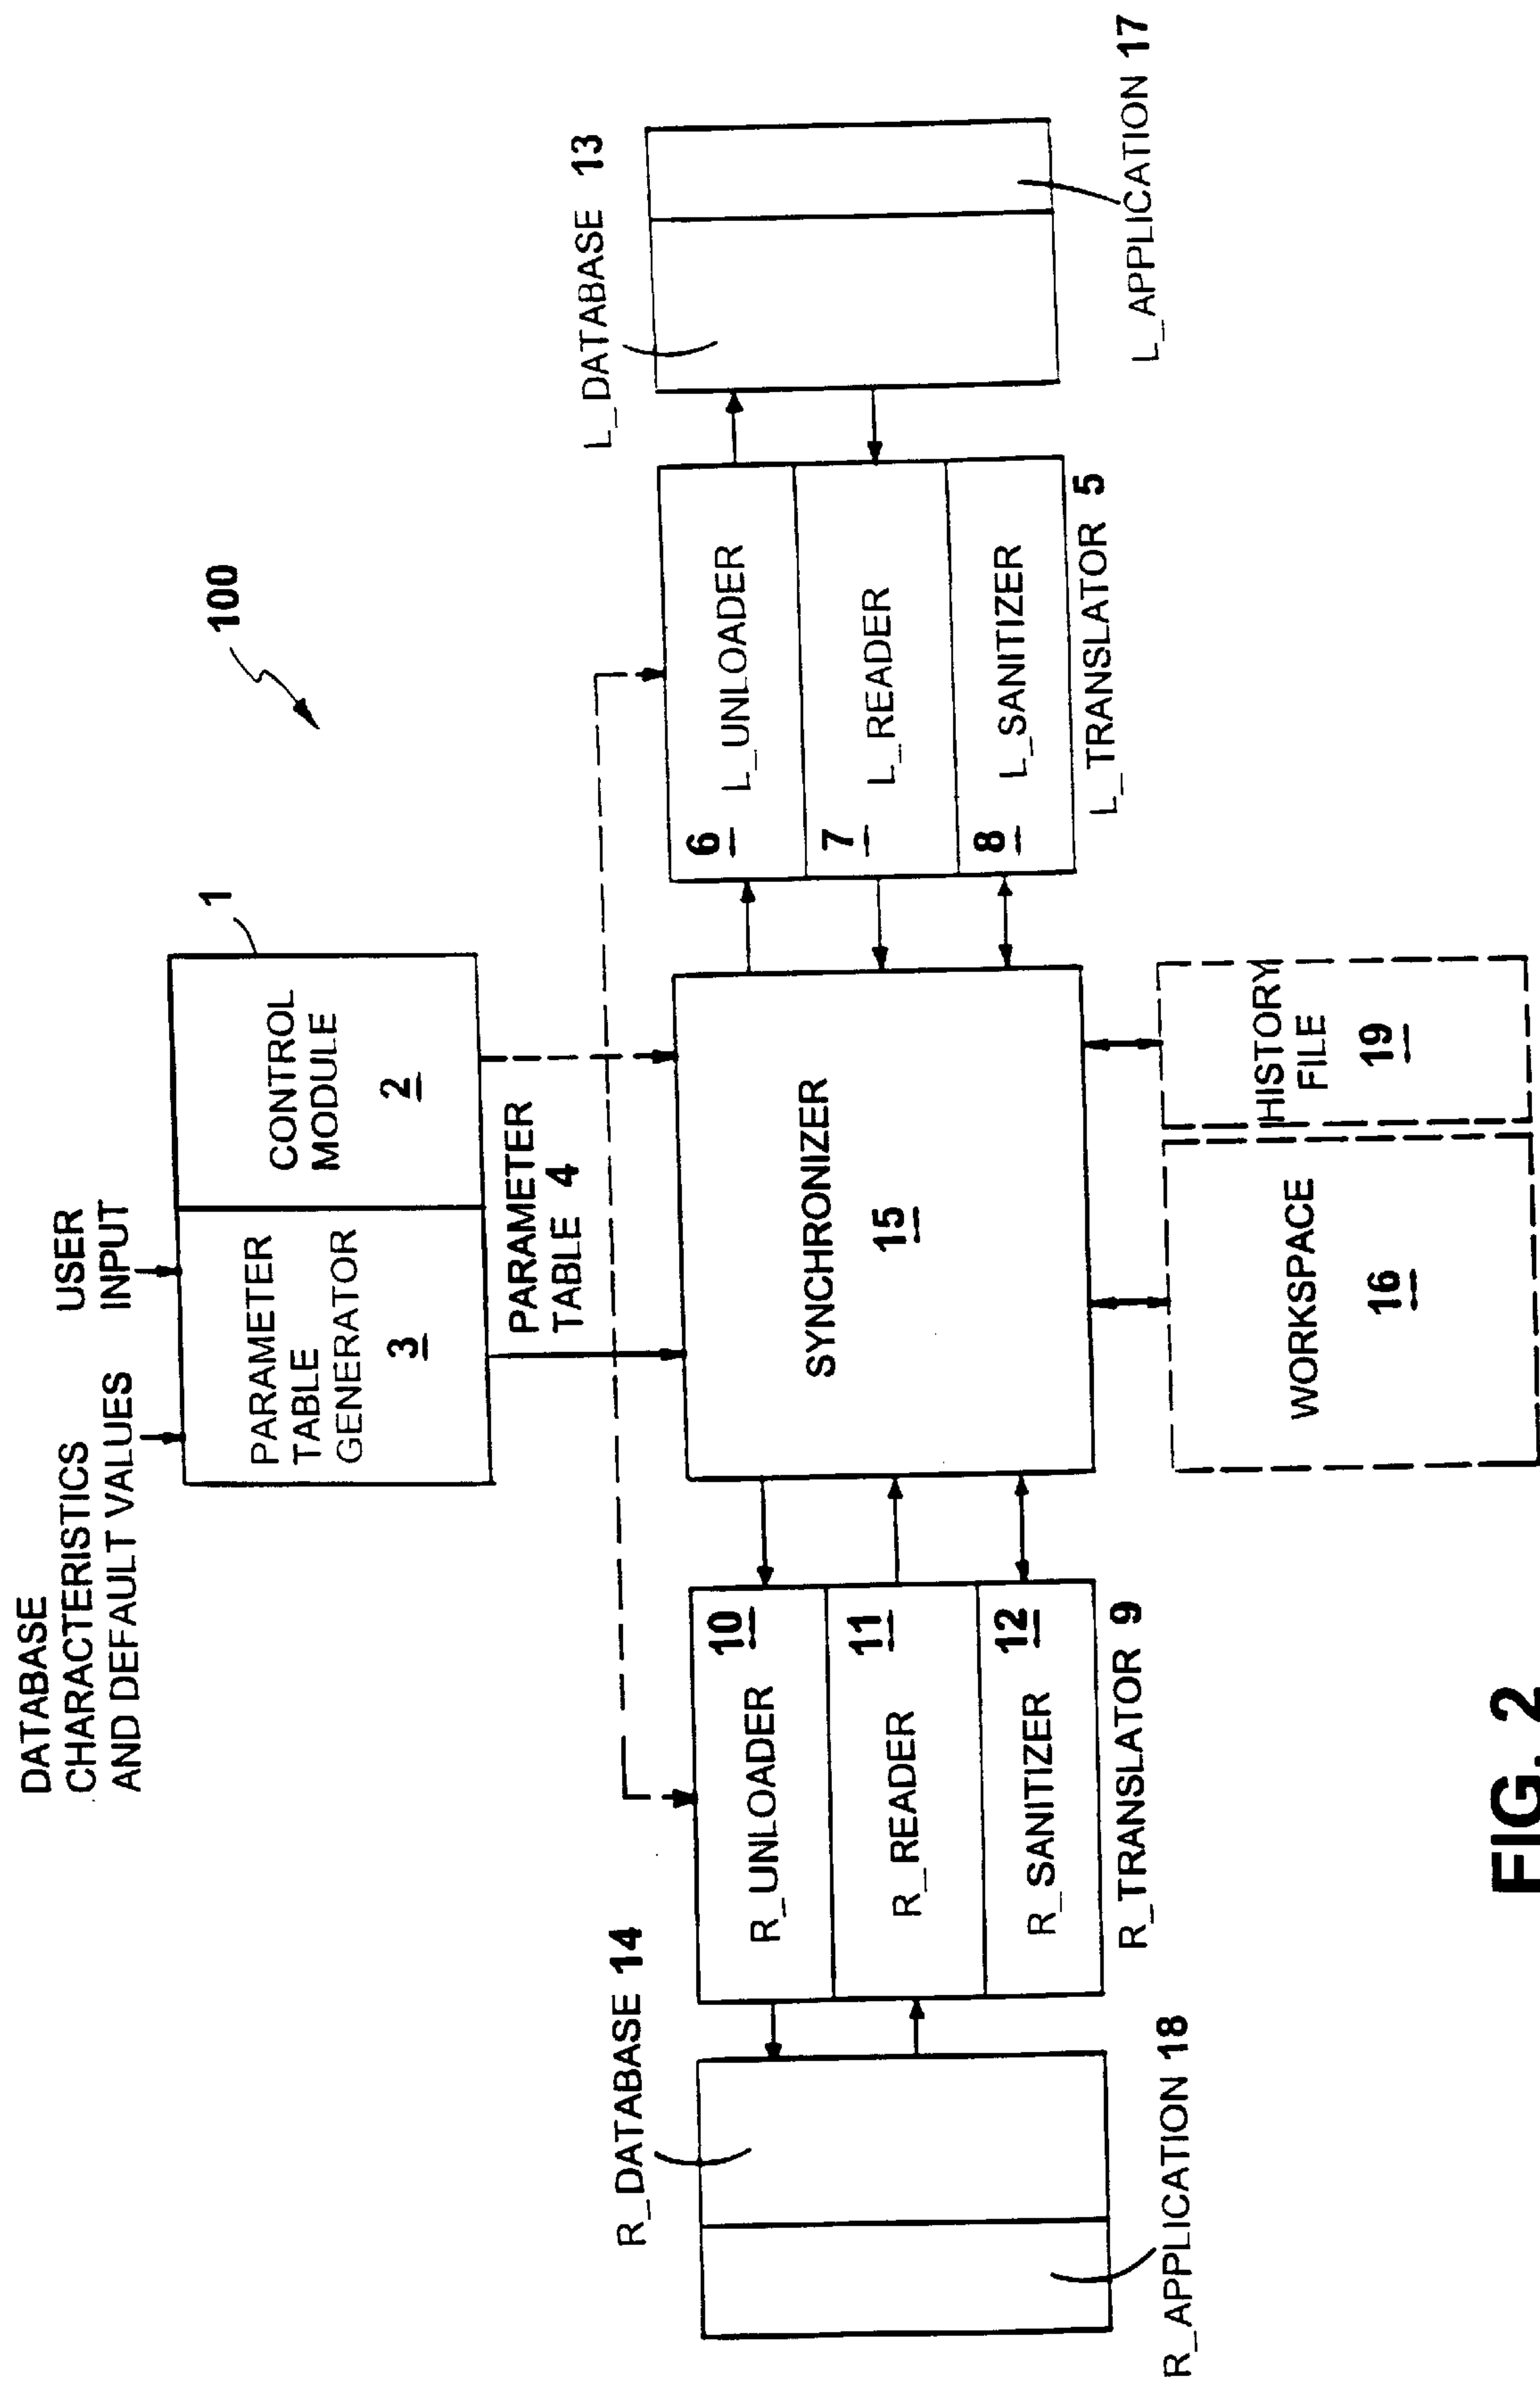 DATABASE
CHARACTERISTICS
AND DEFAULT VALUES
USER
INPUT
1
100
PARAMETER
TABLE
GENERATOR
3
CONTROL
MODULE
2
PARAMETER
TABLE 4
R_DATABASE 14
R_APPLICATION 18
R_UNLOADER 10
R_READER 11
R_SANITIZER 12
R_TRANSLATOR 9
SYNCHRONIZER
15
6 L_UNLOADER
7 L_READER
8 L_SANITIZER
L_TRANSLATOR 5
L_DATABASE 13
L_APPLICATION 17
WORKSPACE
16
HISTORY
FILE
19
FIG. 2